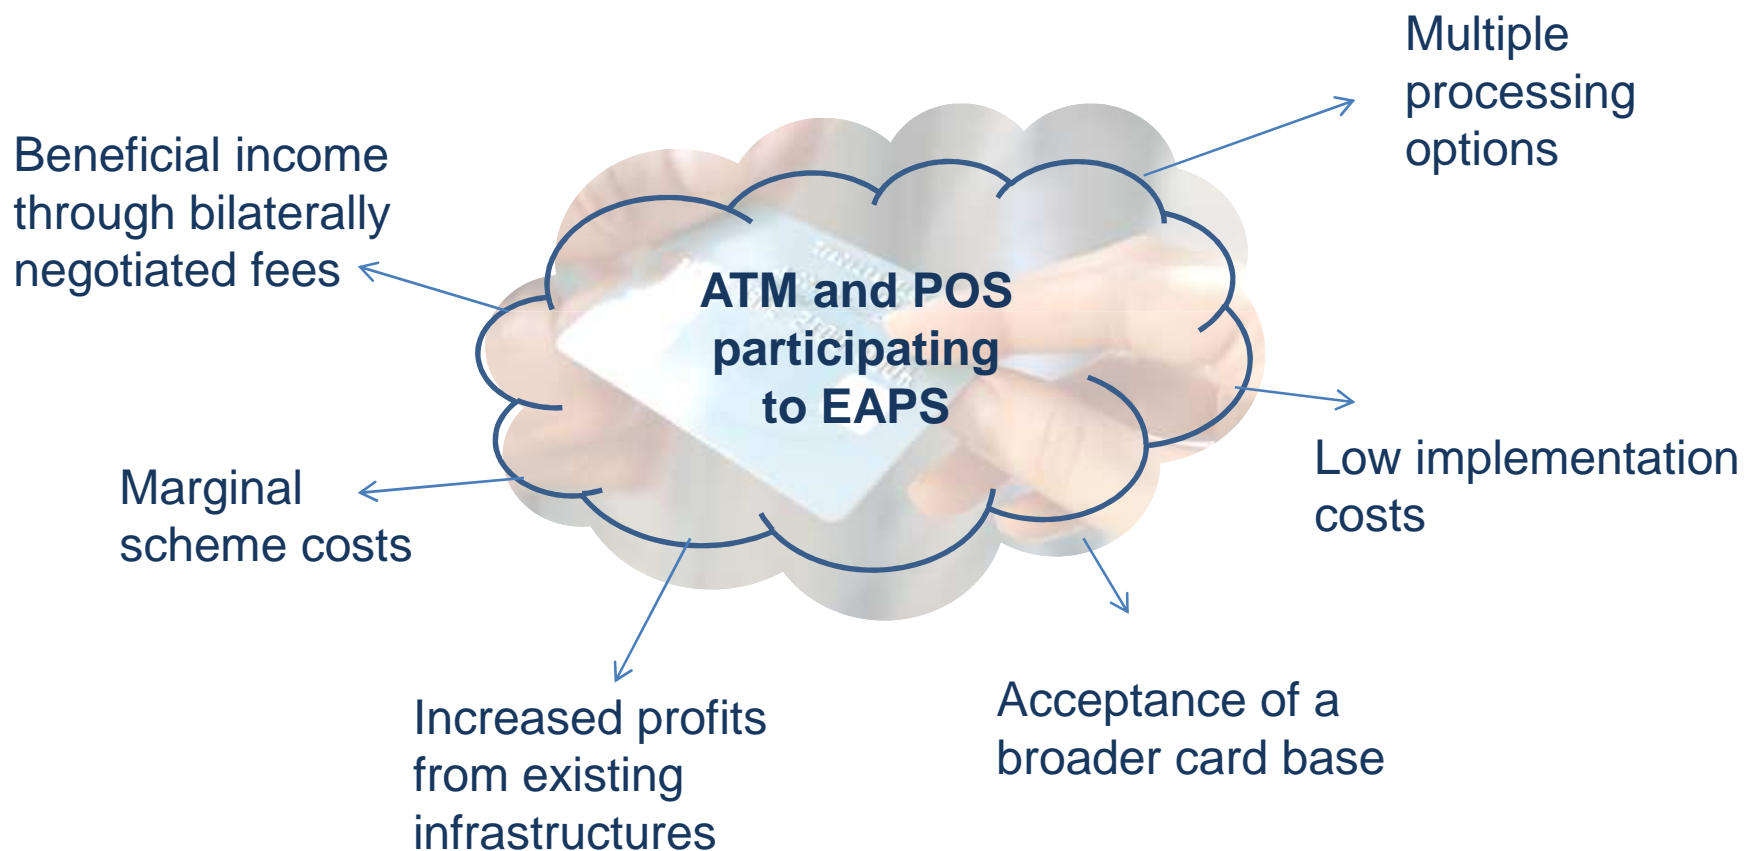 Multiple
processing
options
Beneficial income
through bilaterally
negotiated fees
ATM and POS
participating
to EAPS
Low implementation
costs
Marginal
scheme costs
Acceptance of a
broader card base
Increased profits
from existing
infrastructures